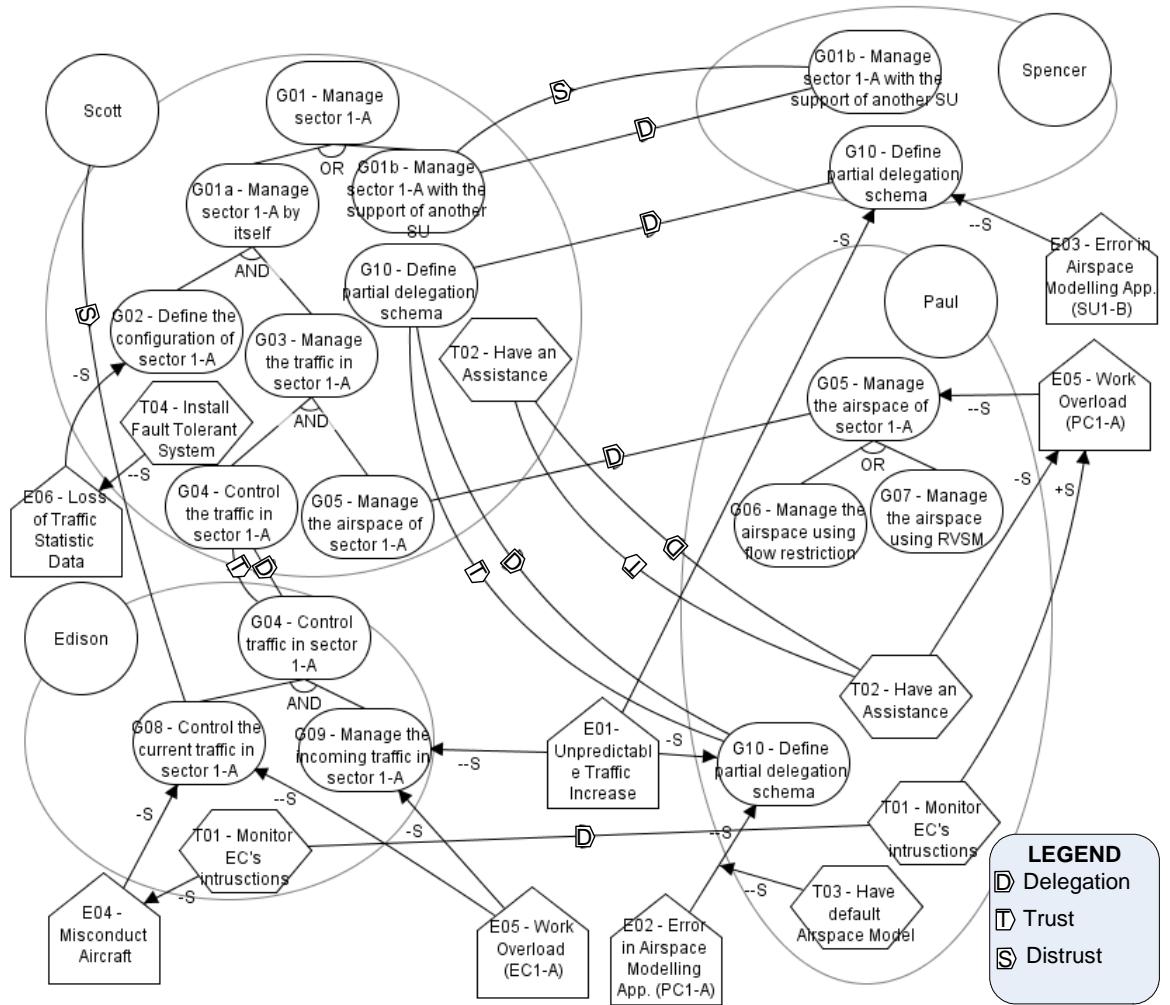 Scott
G01 - Manage
sector 1-A
OR
G01a - Manage
sector 1-A by
itself
G01b - Manage
sector 1-A with the
support of another
SU
AND
G10 - Define
partial delegation
schema
G02 - Define the
configuration of
sector 1-A
G03 - Manage
the traffic in
sector 1-A
T02 - Have an
Assistance
AND
T04 - Install
Fault Tolerant
System
G04 - Control
the traffic in
sector 1-A
G05 - Manage
the airspace of
sector 1-A
E06 - Loss
of Traffic
Statistic
Data
-S
--S
S
S
D
D
D
T
D
T
D
T
D
Spencer
G01b - Manage
sector 1-A with the
support of another SU
G10 - Define
partial delegation
schema
-S
--S
E03 - Error in
Airspace
Modelling App.
(SU1-B)
Paul
G05 - Manage
the airspace of
sector 1-A
OR
G06 - Manage the
airspace using
flow restriction
G07 - Manage
the airspace
using RVSM
--S
E05 - Work
Overload
(PC1-A)
-S
+S
T02 - Have an
Assistance
G10 - Define
partial delegation
schema
T01 - Monitor
EC's
intrusctions
T03 - Have
default
Airspace Model
--S
--S
Edison
G04 - Control
traffic in sector
1-A
AND
G08 - Control the
current traffic in
sector 1-A
G09 - Manage the
incoming traffic in
sector 1-A
--S
E01-
Unpredictabl
e Traffic
Increase
-S
--S
-S
-S
T01 - Monitor
EC's
intrusctions
D
-S
E04 -
Misconduct
Aircraft
E05 - Work
Overload
(EC1-A)
E02 - Error
in Airspace
Modelling
App. (PC1-A)
LEGEND
D Delegation
T Trust
S Distrust